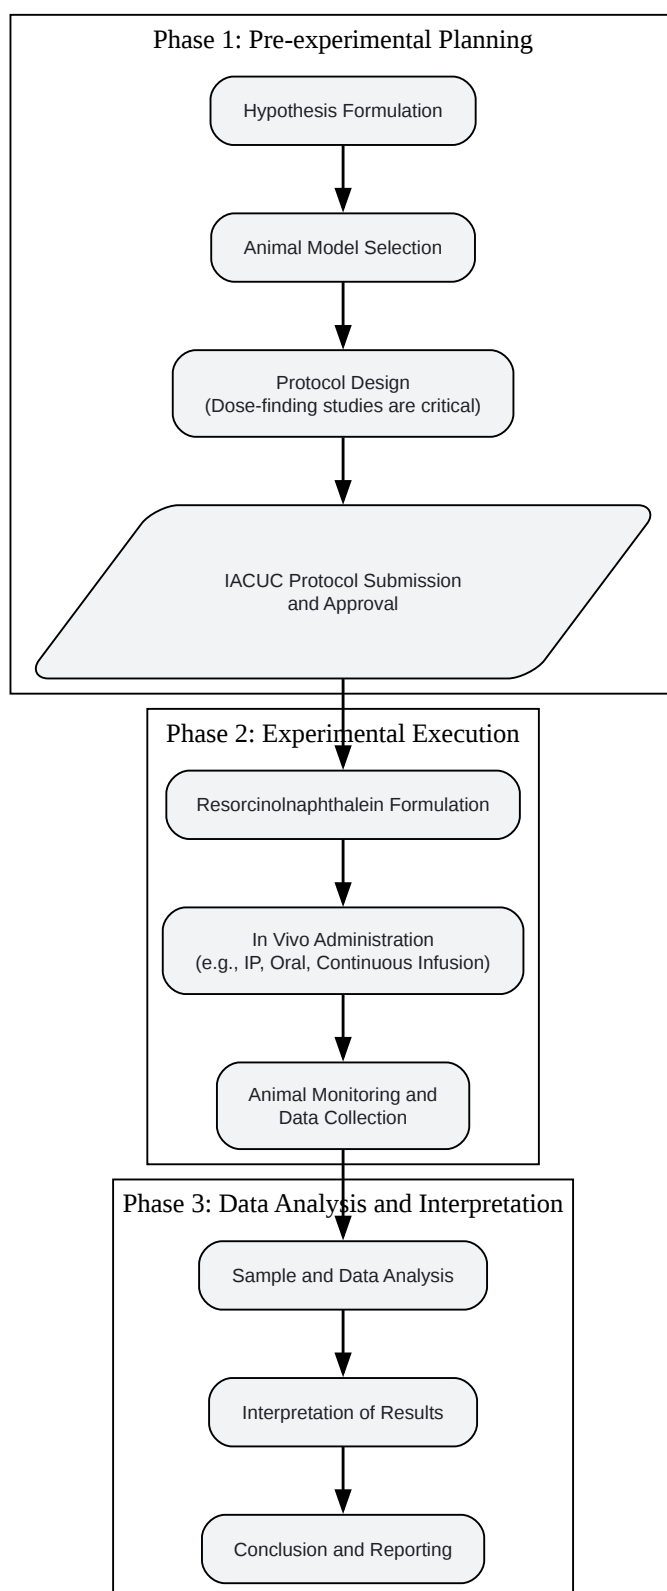 Phase 1: Pre-experimental Planning
Hypothesis Formulation
Animal Model Selection
Protocol Design
(Dose-finding studies are critical)
IACUC Protocol Submission
and Approval
Phase 2: Experimental Execution
Resorcinolnaphthalein Formulation
In Vivo Administration
(e.g., IP, Oral, Continuous Infusion)
Animal Monitoring and
Data Collection
Phase 3: Data Analysis and Interpretation
Sample and Data Analysis
Interpretation of Results
Conclusion and Reporting